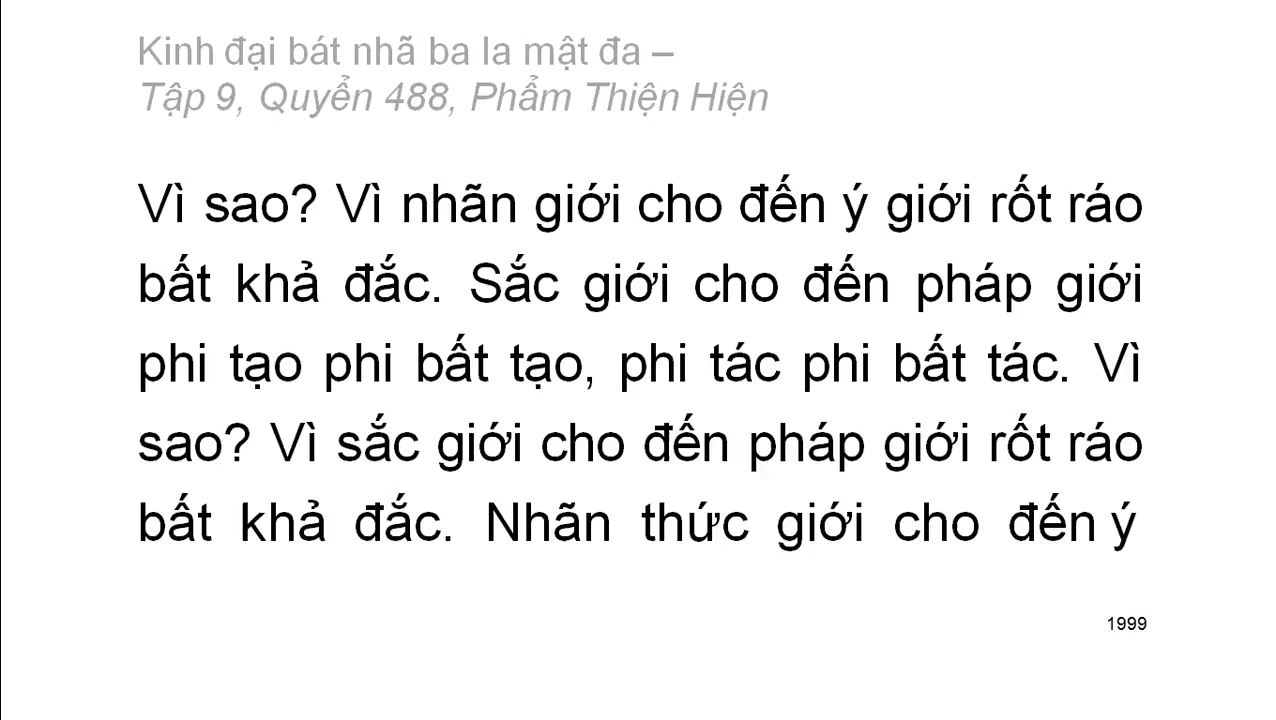 Kinh đại bát nhã ba la mật đa –
Tập 9, Quyển 488, Phẩm Thiện Hiện
Vì sao? Vì nhãn giới cho đến ý giới rốt ráo
bất khả đắc. Sắc giới cho đến pháp giới
phi tạo phi bất tạo, phi tác phi bất tác. Vì
sao? Vì sắc giới cho đến pháp giới rốt ráo
bất khả đắc. Nhãn thức giới cho đến ý
1999